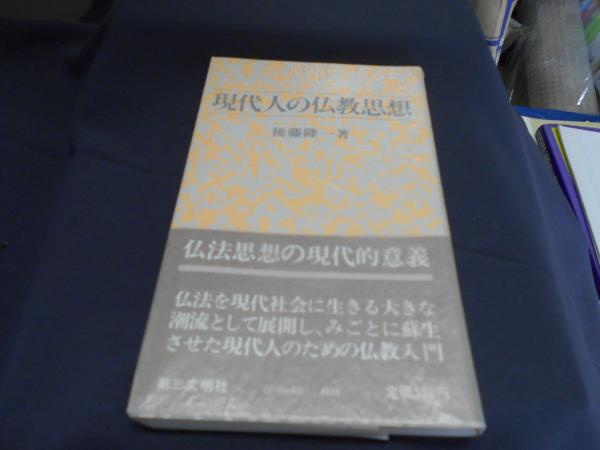 現代人の仏教思想
後藤隆一著
仏法思想の現代的意義
仏法を現代社会に生きる大きな
潮流として展開し、みごとに蘇生
させた現代人のための仏教入門
第三文明社
定価
円